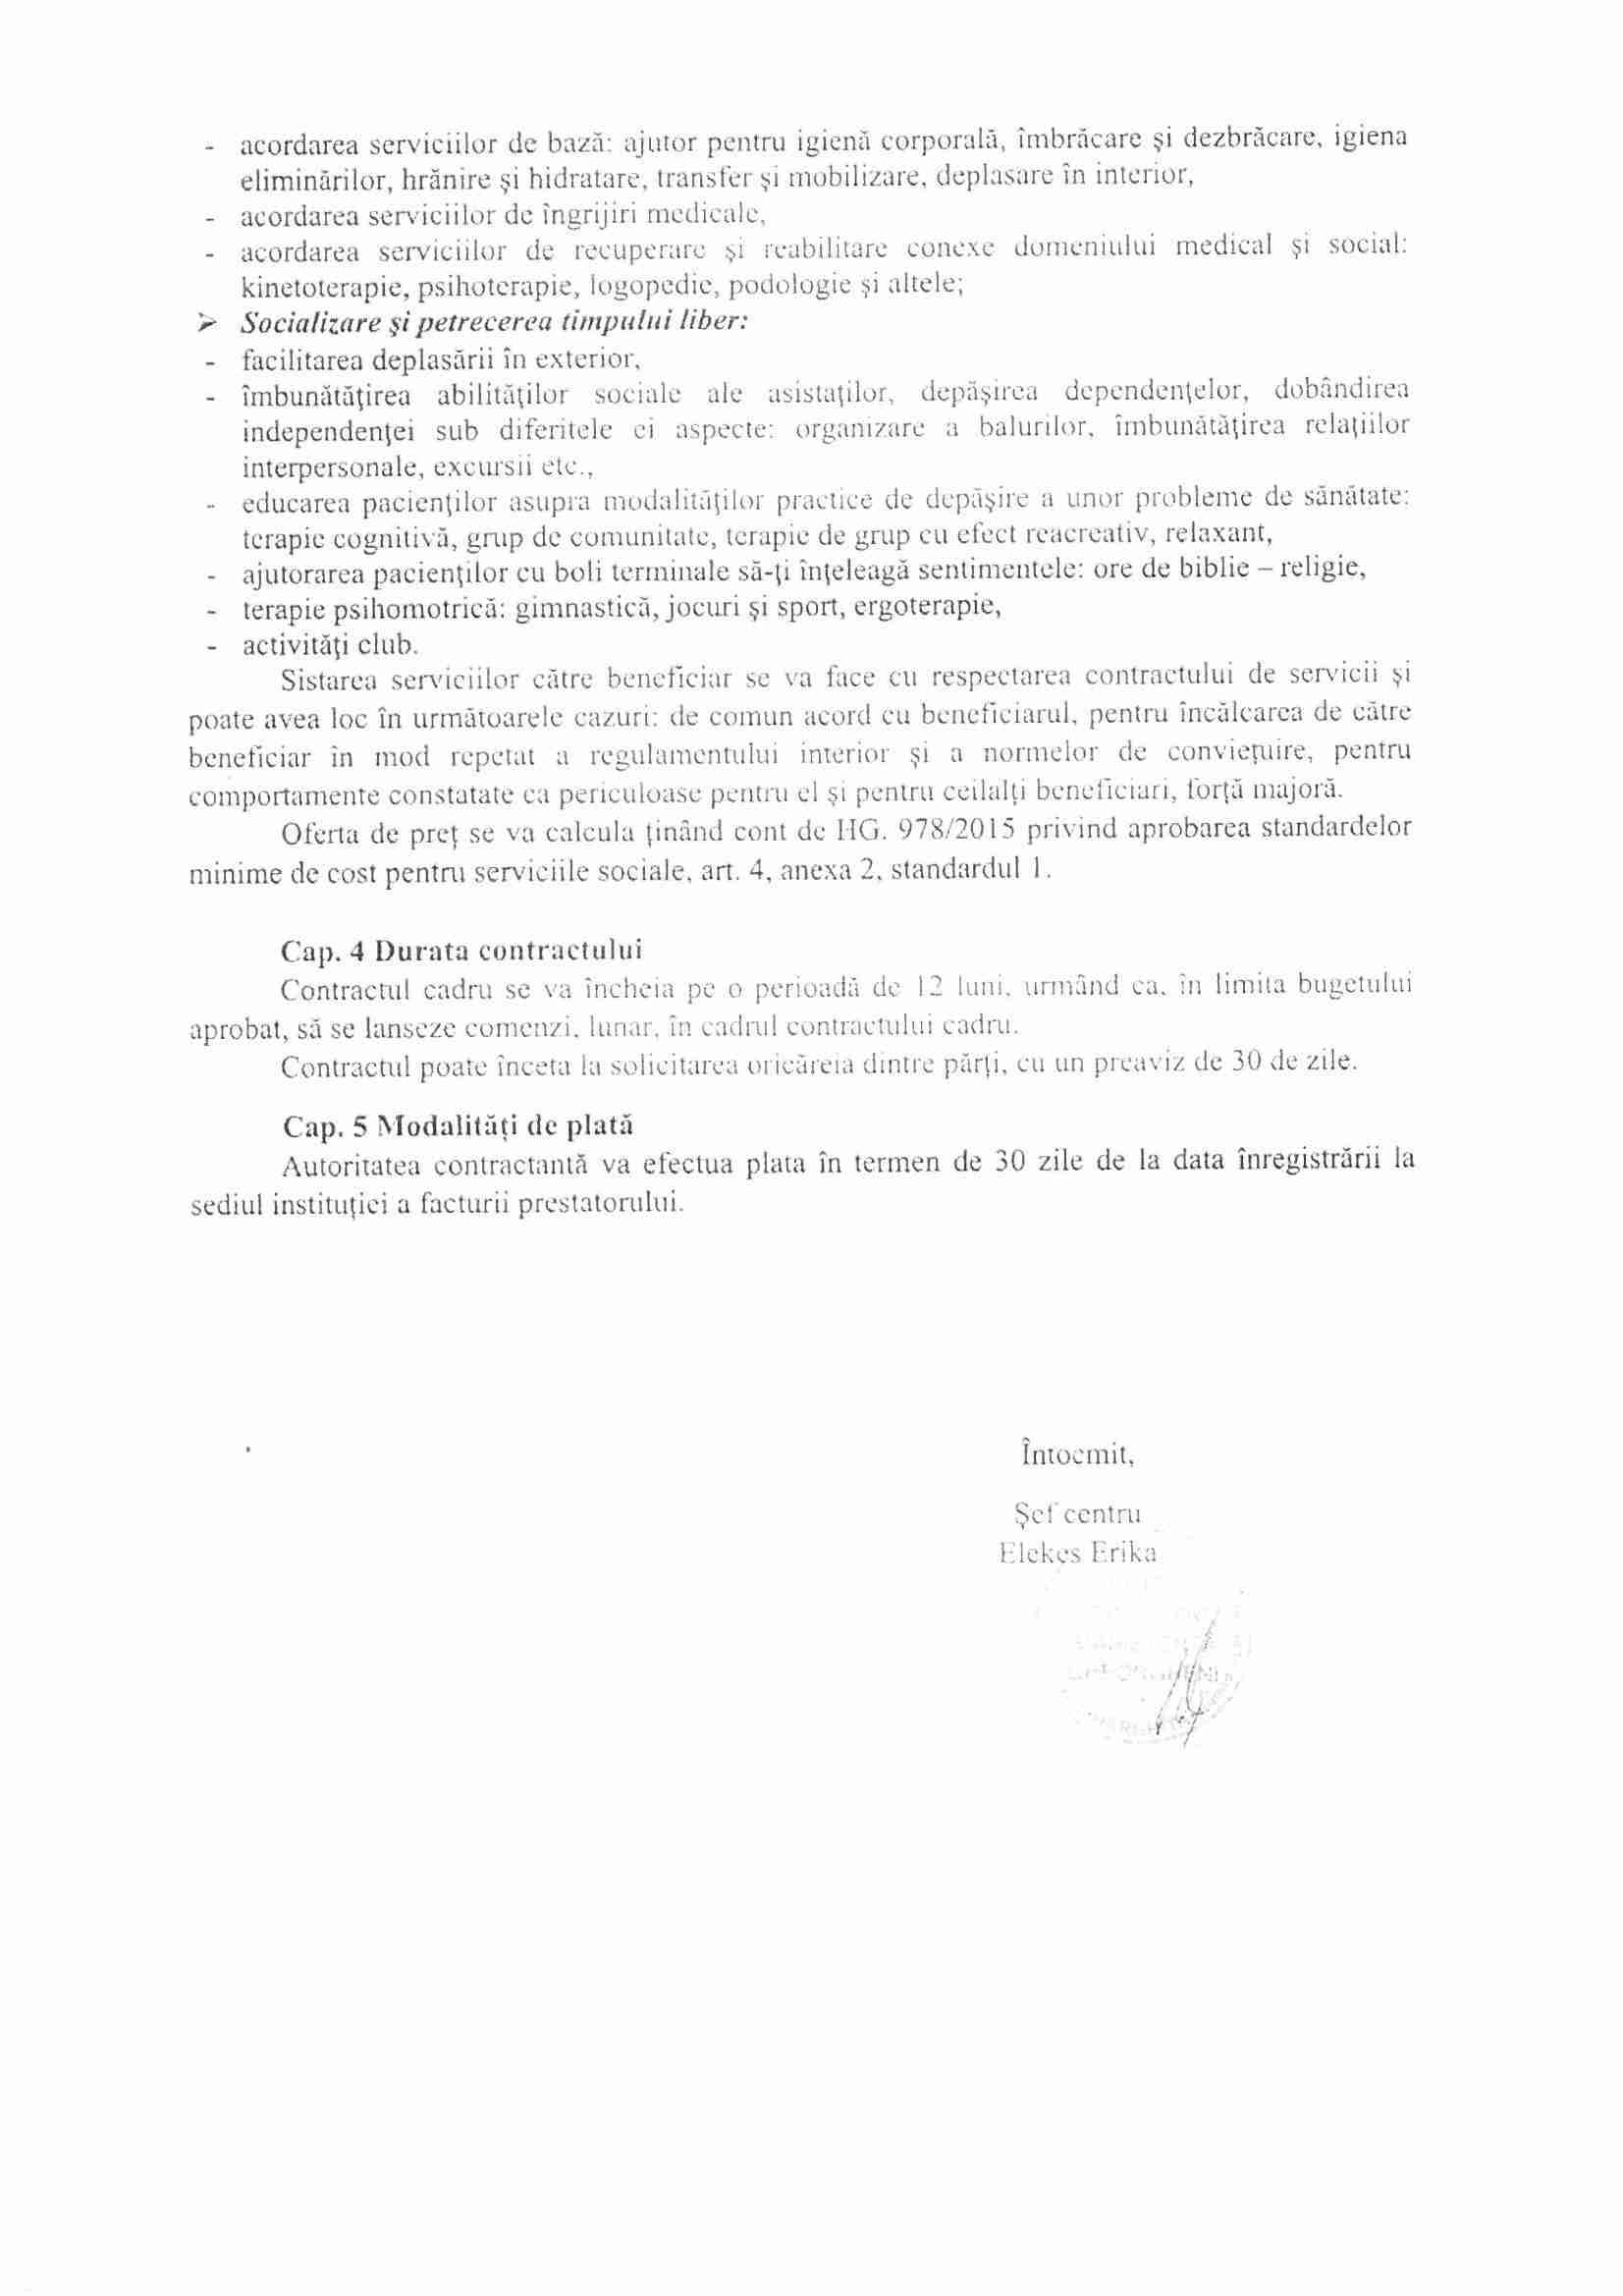 - acordarea serviciilor de bază: ajutor pentru igienă corporală, îmbrăcare şi dezbrăcare, igiena
eliminărilor, hrănire şi hidratare, transfer şi mobilizare, deplasare în interior,
- acordarea serviciilor de îngrijiri medicale,
- acordarea serviciilor de recuperare şi reabilitare conexe domeniului medical şi social:
kinetoterapie, psihoterapie, logopedie, podologie şi altele;
➢ Socializare şi petrecerea timpului liber:
- facilitarea deplasării în exterior,
- îmbunătăţirea abilităţilor sociale ale asistaţilor, depăşirea dependenţelor, dobândirea
independenţei sub diferitele ei aspecte: organizare a balurilor, îmbunătăţirea relaţiilor
interpersonale, excursii etc.,
- educarea pacienţilor asupra modalităţilor practice de depăşire a unor probleme de sănătate:
terapie cognitivă, grup de comunitate, terapie de grup cu efect reacreativ, relaxant,
- ajutorarea pacienţilor cu boli terminale să-ţi înţeleagă sentimentele: ore de biblie – religie,
- terapie psihomotrică: gimnastică, jocuri şi sport, ergoterapie,
- activităţi club.
Sistarea serviciilor către beneficiar se va face cu respectarea contractului de servicii şi
poate avea loc în următoarele cazuri: de comun acord cu beneficiarul, pentru încălcarea de către
beneficiar în mod repetat a regulamentului interior şi a normelor de convieţuire, pentru
comportamente constatate ca periculoase pentru el şi pentru ceilalţi beneficiari, forţă majoră.
Oferta de preţ se va calcula ţinând cont de HG. 978/2015 privind aprobarea standardelor
minime de cost pentru serviciile sociale, art. 4, anexa 2, standardul 1.
Cap. 4 Durata contractului
Contractul cadru se va încheia pe o perioadă de 12 luni, urmând ca, în limita bugetului
aprobat, să se lanseze comenzi, lunar, în cadrul contractului cadru.
Contractul poate înceta la solicitarea oricăreia dintre părţi, cu un preaviz de 30 de zile.
Cap. 5 Modalităţi de plată
Autoritatea contractantă va efectua plata în termen de 30 zile de la data înregistrării la
sediul instituţiei a facturii prestatorului.
Întocmit,
Şef centru
Elekes Erika